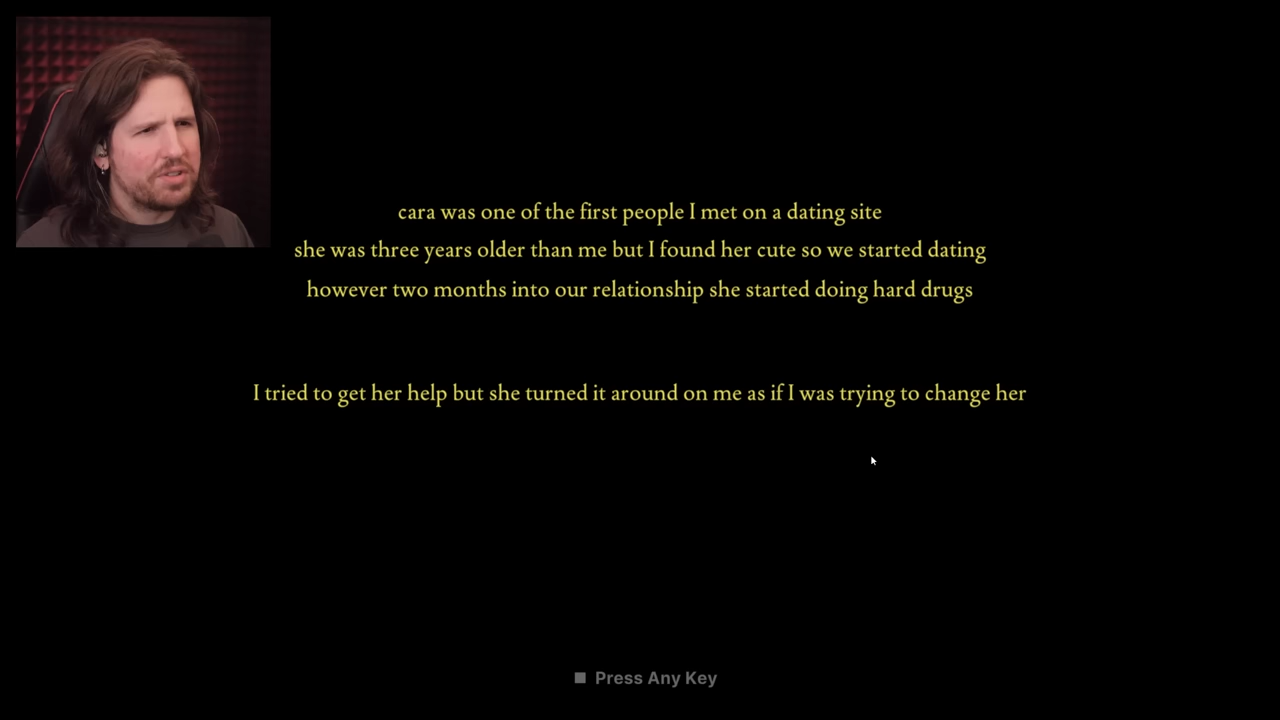 cara was one of the first people I met on a dating site
she was three years older than me but I found her cute so we started dating
however two months into our relationship she started doing hard drugs
I tried to get her help but she turned it around on me as if I was trying to change her
Press Any Key